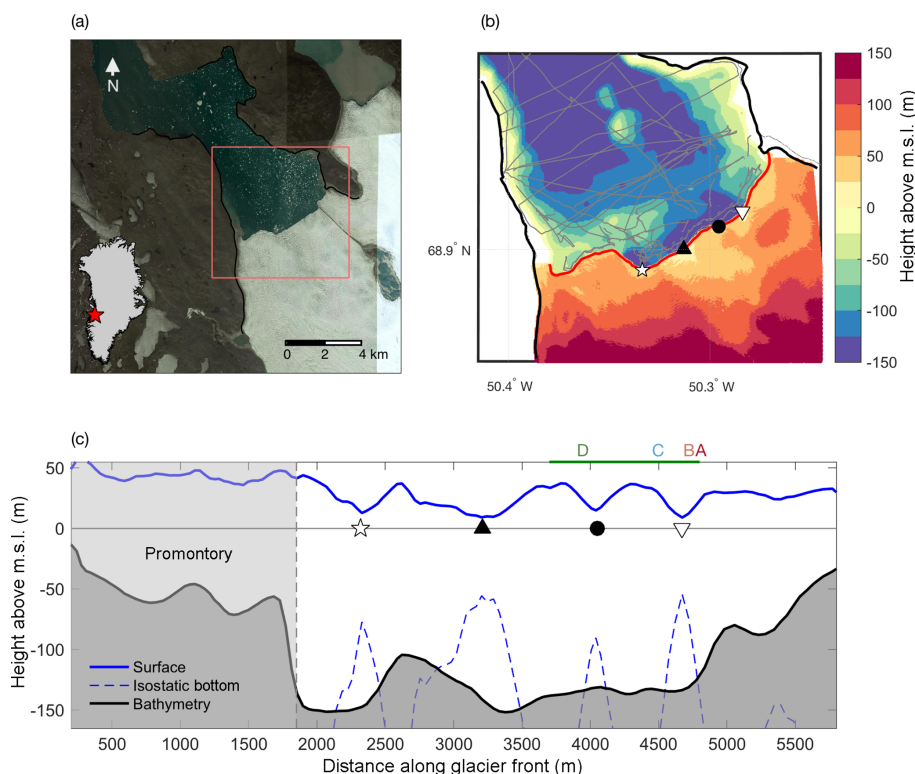 (a)
N
0 2 4 km
(b)
68.9° N
50.4° W
50.3° W
150
100
50
0
-50
-100
-150
Height above m.s.l. (m)
(c)
D C B A
50
0
-50
-100
-150
Height above m.s.l. (m)
Promontory
Surface
Isostatic bottom
Bathymetry
500 1000 1500 2000 2500 3000 3500 4000 4500 5000 5500
Distance along glacier front (m)